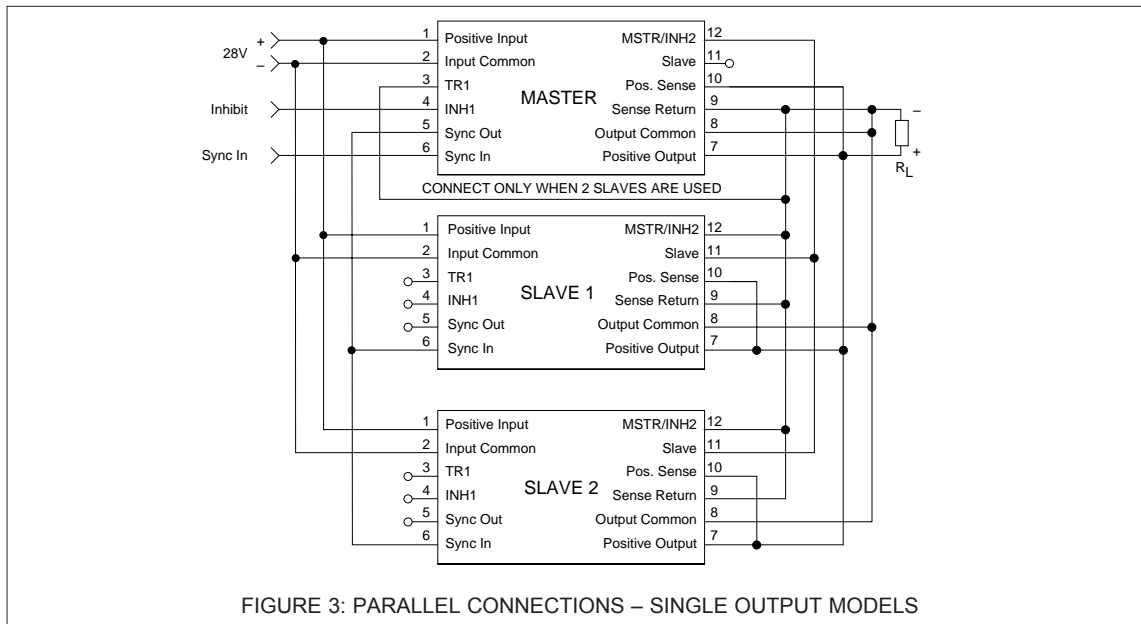 +
28V
–
Inhibit
Sync In
1 Positive Input MSTR/INH2 12
2 Input Common Slave 11
3 TR1 Pos. Sense 10
MASTER
4 INH1 Sense Return 9
5 Sync Out Output Common 8
6 Sync In Positive Output 7
–
+
RL
CONNECT ONLY WHEN 2 SLAVES ARE USED
1 Positive Input MSTR/INH2 12
2 Input Common Slave 11
3 TR1 Pos. Sense 10
SLAVE 1
4 INH1 Sense Return 9
5 Sync Out Output Common 8
6 Sync In Positive Output 7
1 Positive Input MSTR/INH2 12
2 Input Common Slave 11
3 TR1 Pos. Sense 10
SLAVE 2
4 INH1 Sense Return 9
5 Sync Out Output Common 8
6 Sync In Positive Output 7
FIGURE 3: PARALLEL CONNECTIONS – SINGLE OUTPUT MODELS